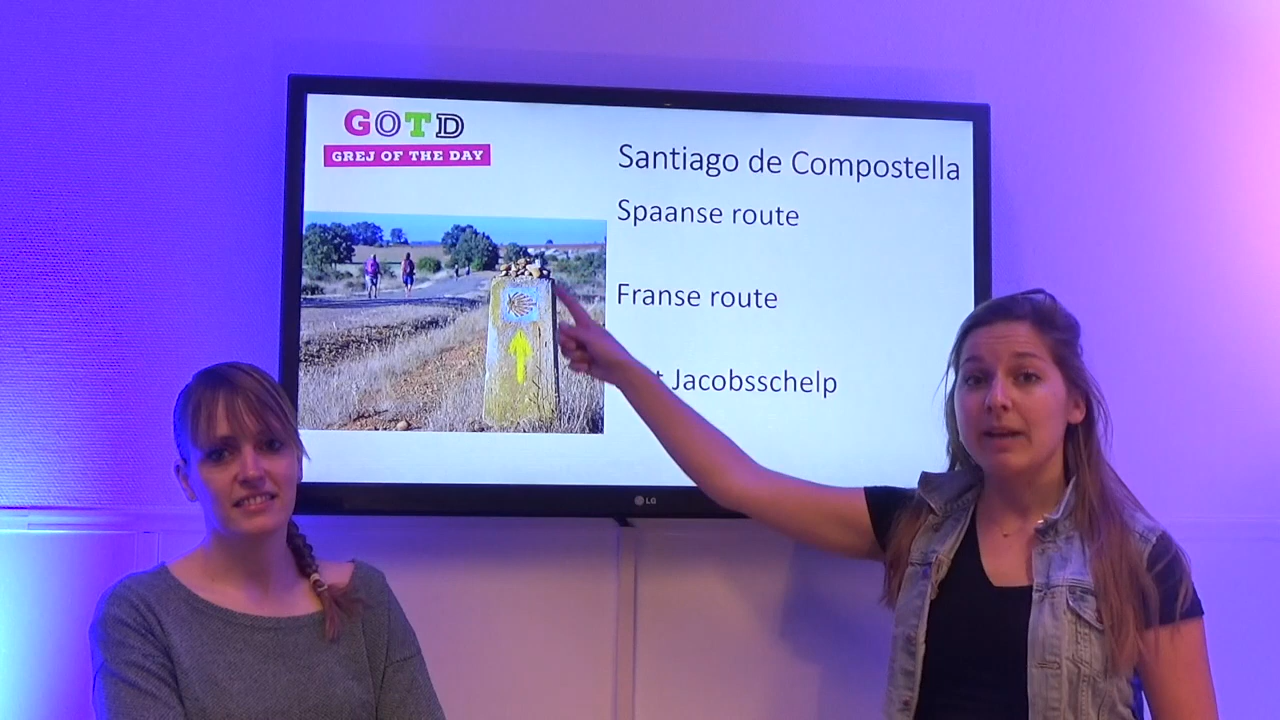 GOTD
GREJ OF THE DAY
Santiago de Compostella
Spaanse route
Franse route
Jacobsschelp
LG